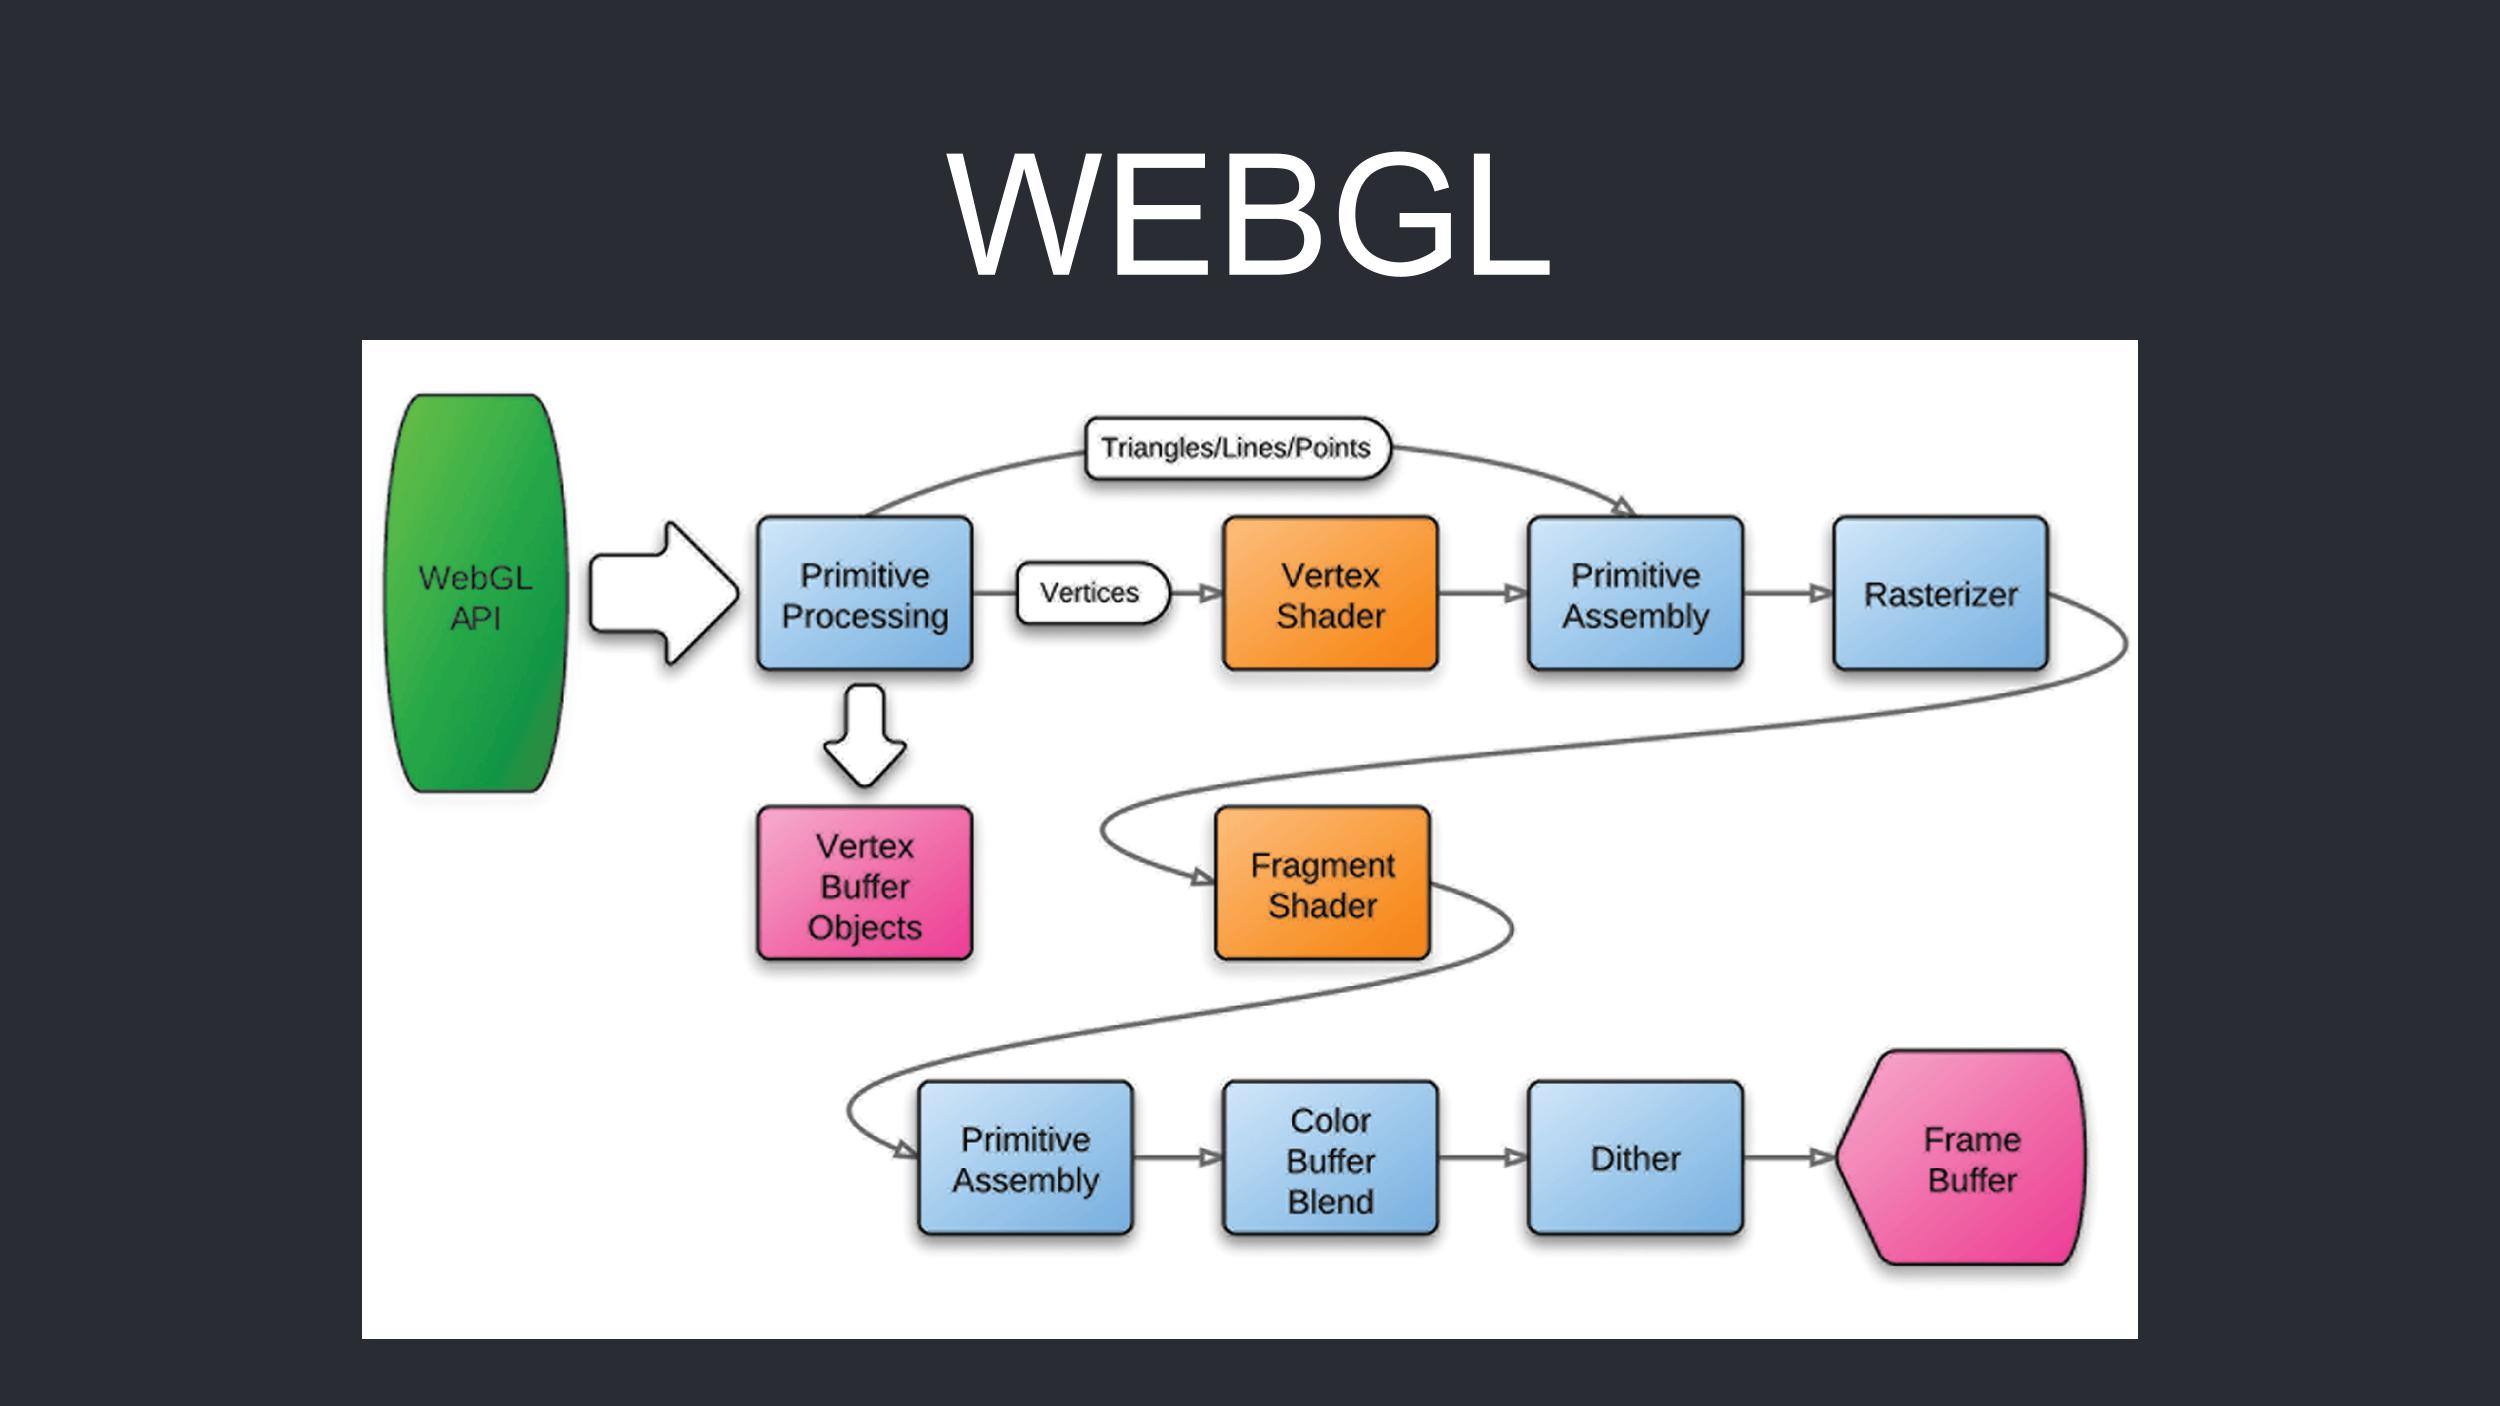 WEBGL
Triangles/Lines/Points
WebGL
API
Primitive
Processing
Vertices
Vertex
Shader
Primitive
Assembly
Rasterizer
Vertex
Buffer
Objects
Fragment
Shader
Primitive
Assembly
Color
Buffer
Blend
Dither
Frame
Buffer